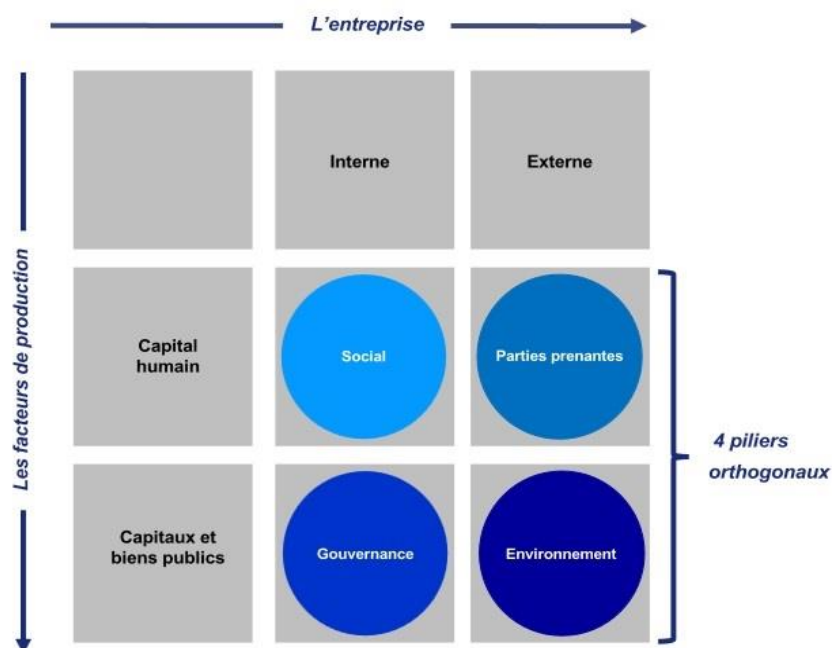 L'entreprise
Les facteurs de production
Interne
Externe
Capital
humain
Social
Parties prenantes
4 piliers
orthogonaux
Capitaux et
biens publics
Gouvernance
Environnement